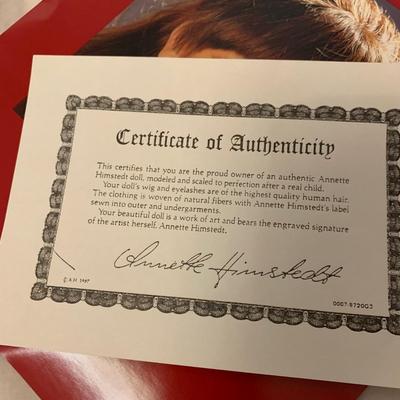 Certificate of Authenticity
This certifies that you are the proud owner of an authentic Annette
Himstedt doll, modeled and scaled to perfection after a real child.
Your doll's wig and eyelashes are of the highest quality human hair.
The clothing is woven of natural fibers with Annette Himstedt's label
sewn into outer and undergarments.
Your beautiful doll is a work of art and bears the engraved signature
of the artist herself, Annette Himstedt.
Annette Himstedt
© A H 1987
0007-8720G3